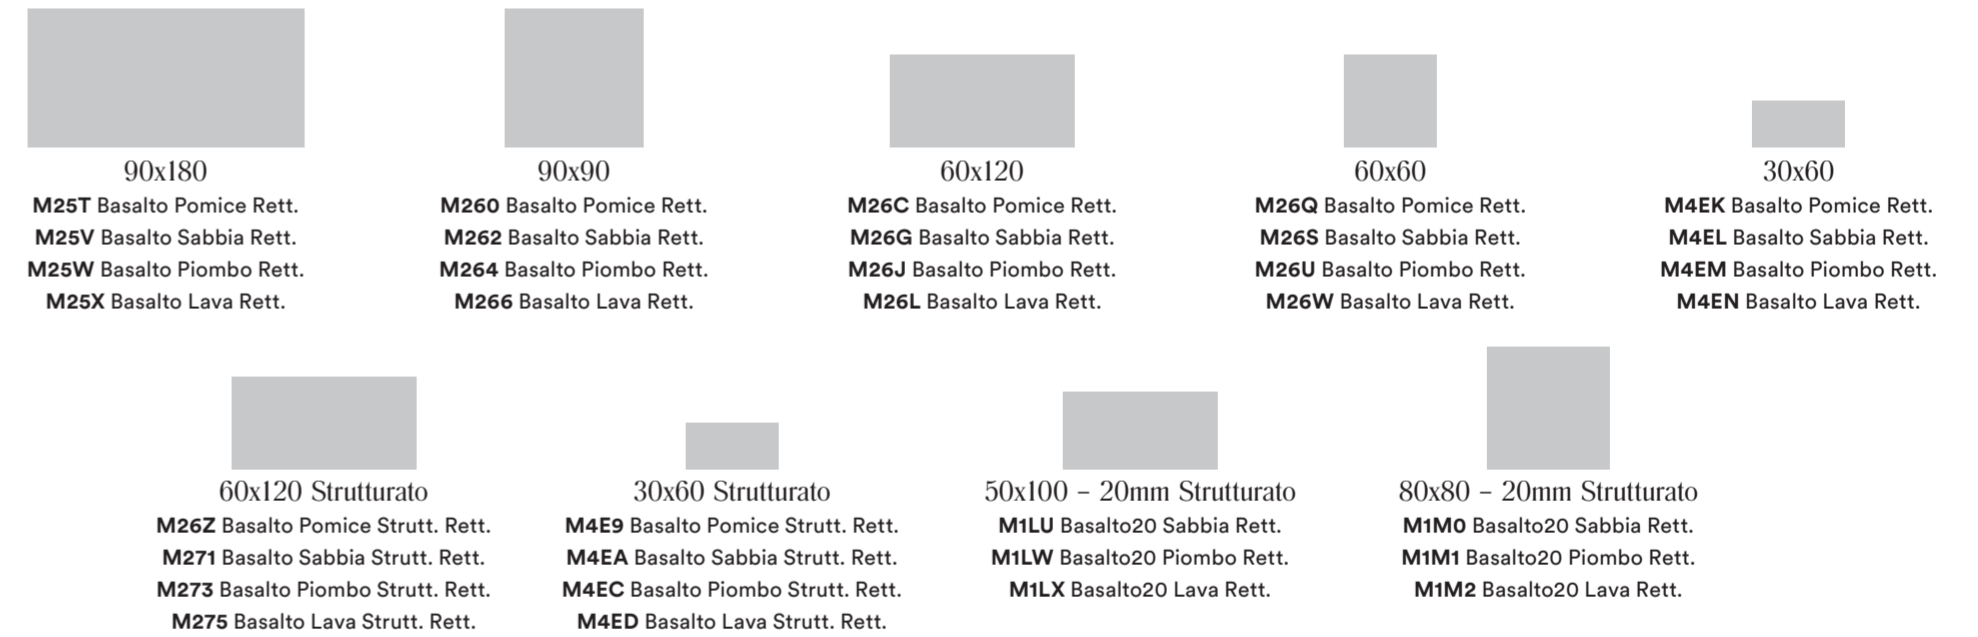 90x180
M25T Basalto Pomice Rett.
M25V Basalto Sabbia Rett.
M25W Basalto Piombo Rett.
M25X Basalto Lava Rett.
90x90
M260 Basalto Pomice Rett.
M262 Basalto Sabbia Rett.
M264 Basalto Piombo Rett.
M266 Basalto Lava Rett.
60x120
M26C Basalto Pomice Rett.
M26G Basalto Sabbia Rett.
M26J Basalto Piombo Rett.
M26L Basalto Lava Rett.
60x60
M26Q Basalto Pomice Rett.
M26S Basalto Sabbia Rett.
M26U Basalto Piombo Rett.
M26W Basalto Lava Rett.
30x60
M4EK Basalto Pomice Rett.
M4EL Basalto Sabbia Rett.
M4EM Basalto Piombo Rett.
M4EN Basalto Lava Rett.
60x120 Strutturato
M26Z Basalto Pomice Strutt. Rett.
M271 Basalto Sabbia Strutt. Rett.
M273 Basalto Piombo Strutt. Rett.
M275 Basalto Lava Strutt. Rett.
30x60 Strutturato
M4E9 Basalto Pomice Strutt. Rett.
M4EA Basalto Sabbia Strutt. Rett.
M4EC Basalto Piombo Strutt. Rett.
M4ED Basalto Lava Strutt. Rett.
50x100 – 20mm Strutturato
M1LU Basalto20 Sabbia Rett.
M1LW Basalto20 Piombo Rett.
M1LX Basalto20 Lava Rett.
80x80 – 20mm Strutturato
M1M0 Basalto20 Sabbia Rett.
M1M1 Basalto20 Piombo Rett.
M1M2 Basalto20 Lava Rett.